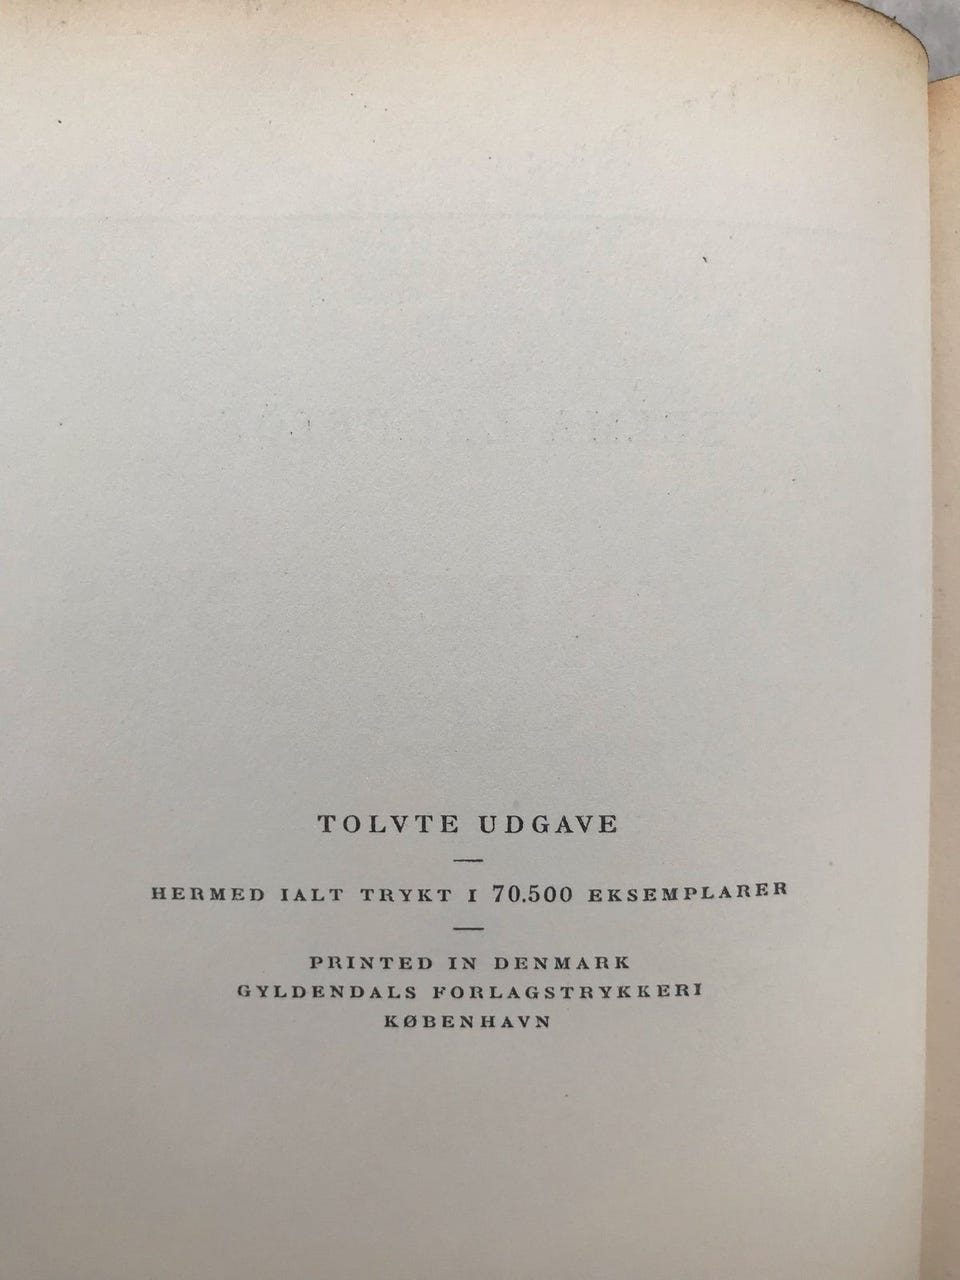 TOLVTE UDGAVE
HERMED IALT TRYKT I 70.500 EKSEMPLARER
PRINTED IN DENMARK
GYLDENDALS FORLAGSTRYKKERI
KØBENHAVN